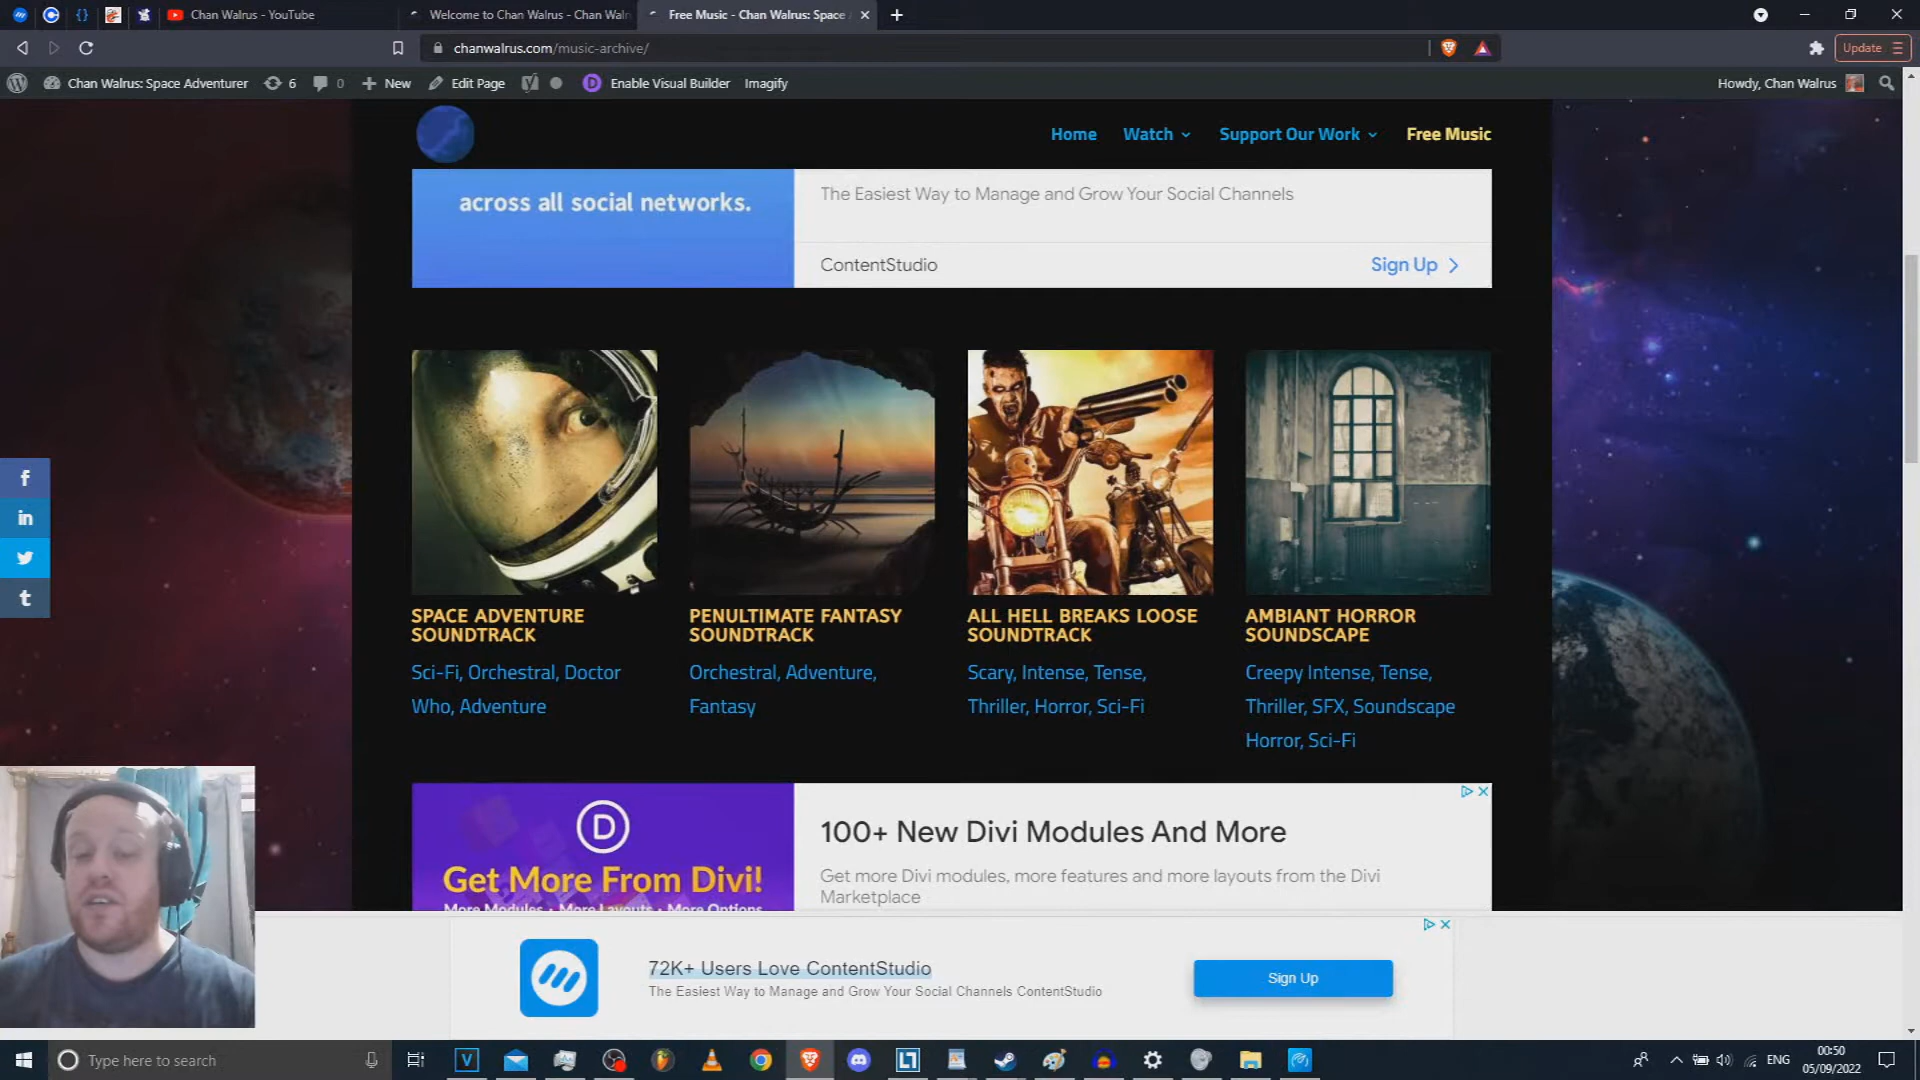 Chan Walrus - YouTube
Welcome to Chan Walrus - Chan Walr
Free Music - Chan Walrus: Space
chanwalrus.com/music-archive/
Update
Chan Walrus: Space Adventurer
6
0
New
Edit Page
Enable Visual Builder
Imagify
Howdy, Chan Walrus
Home
Watch
Support Our Work
Free Music
across all social networks.
The Easiest Way to Manage and Grow Your Social Channels
ContentStudio
Sign Up
SPACE ADVENTURE
SOUNDTRACK
Sci-Fi, Orchestral, Doctor
Who, Adventure
PENULTIMATE FANTASY
SOUNDTRACK
Orchestral, Adventure,
Fantasy
ALL HELL BREAKS LOOSE
SOUNDTRACK
Scary, Intense, Tense,
Thriller, Horror, Sci-Fi
AMBIANT HORROR
SOUNDSCAPE
Creepy Intense, Tense,
Thriller, SFX, Soundscape
Horror, Sci-Fi
D
Get More From Divi!
More Modules • More Layouts • More Options
100+ New Divi Modules And More
Get more Divi modules, more features and more layouts from the Divi
Marketplace
72K+ Users Love ContentStudio
The Easiest Way to Manage and Grow Your Social Channels ContentStudio
Sign Up
Type here to search
ENG
00:50
05/09/2022